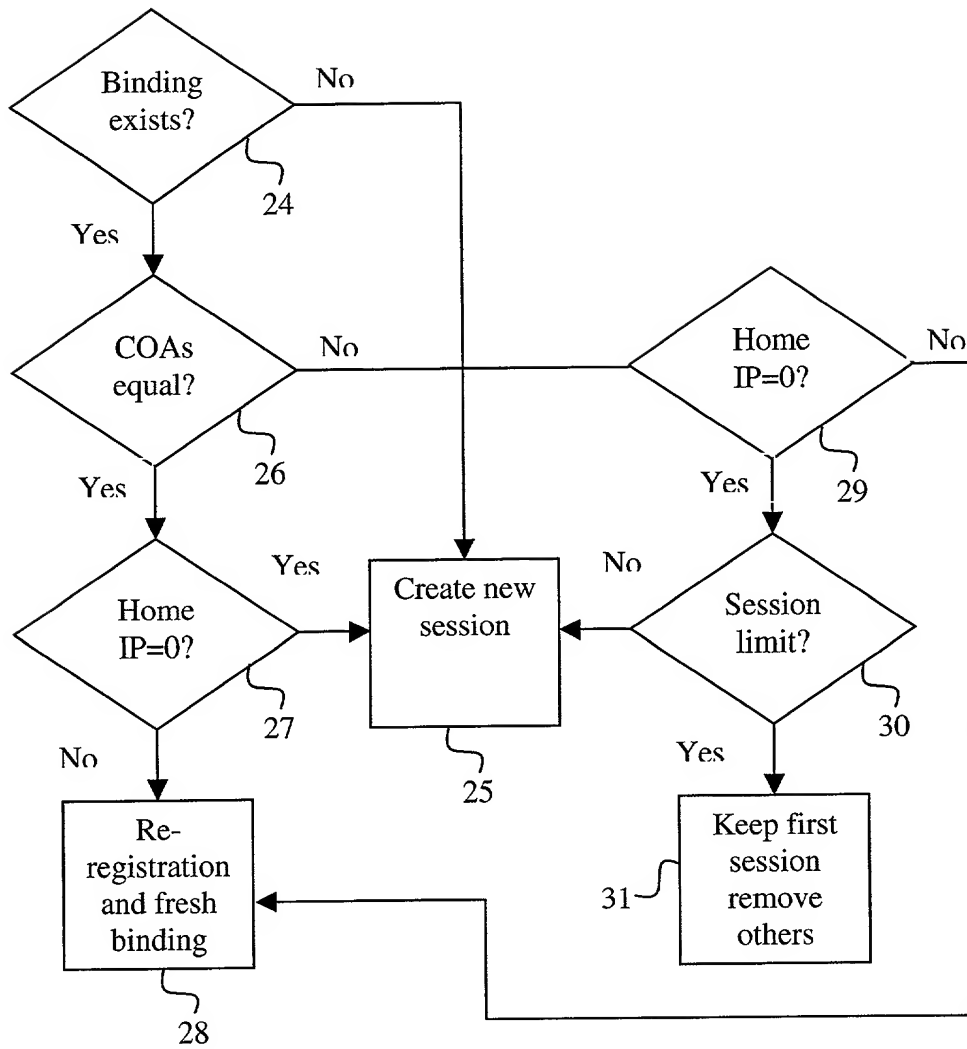 Binding
exists?
No
24
Yes
COAs
equal?
No
26
Home
IP=0?
No
29
Yes
Yes
Home
IP=0?
Yes
27
No
Create new
session
25
No
Session
limit?
30
Yes
Re-
registration
and fresh
binding
28
Keep first
session
remove
others
31